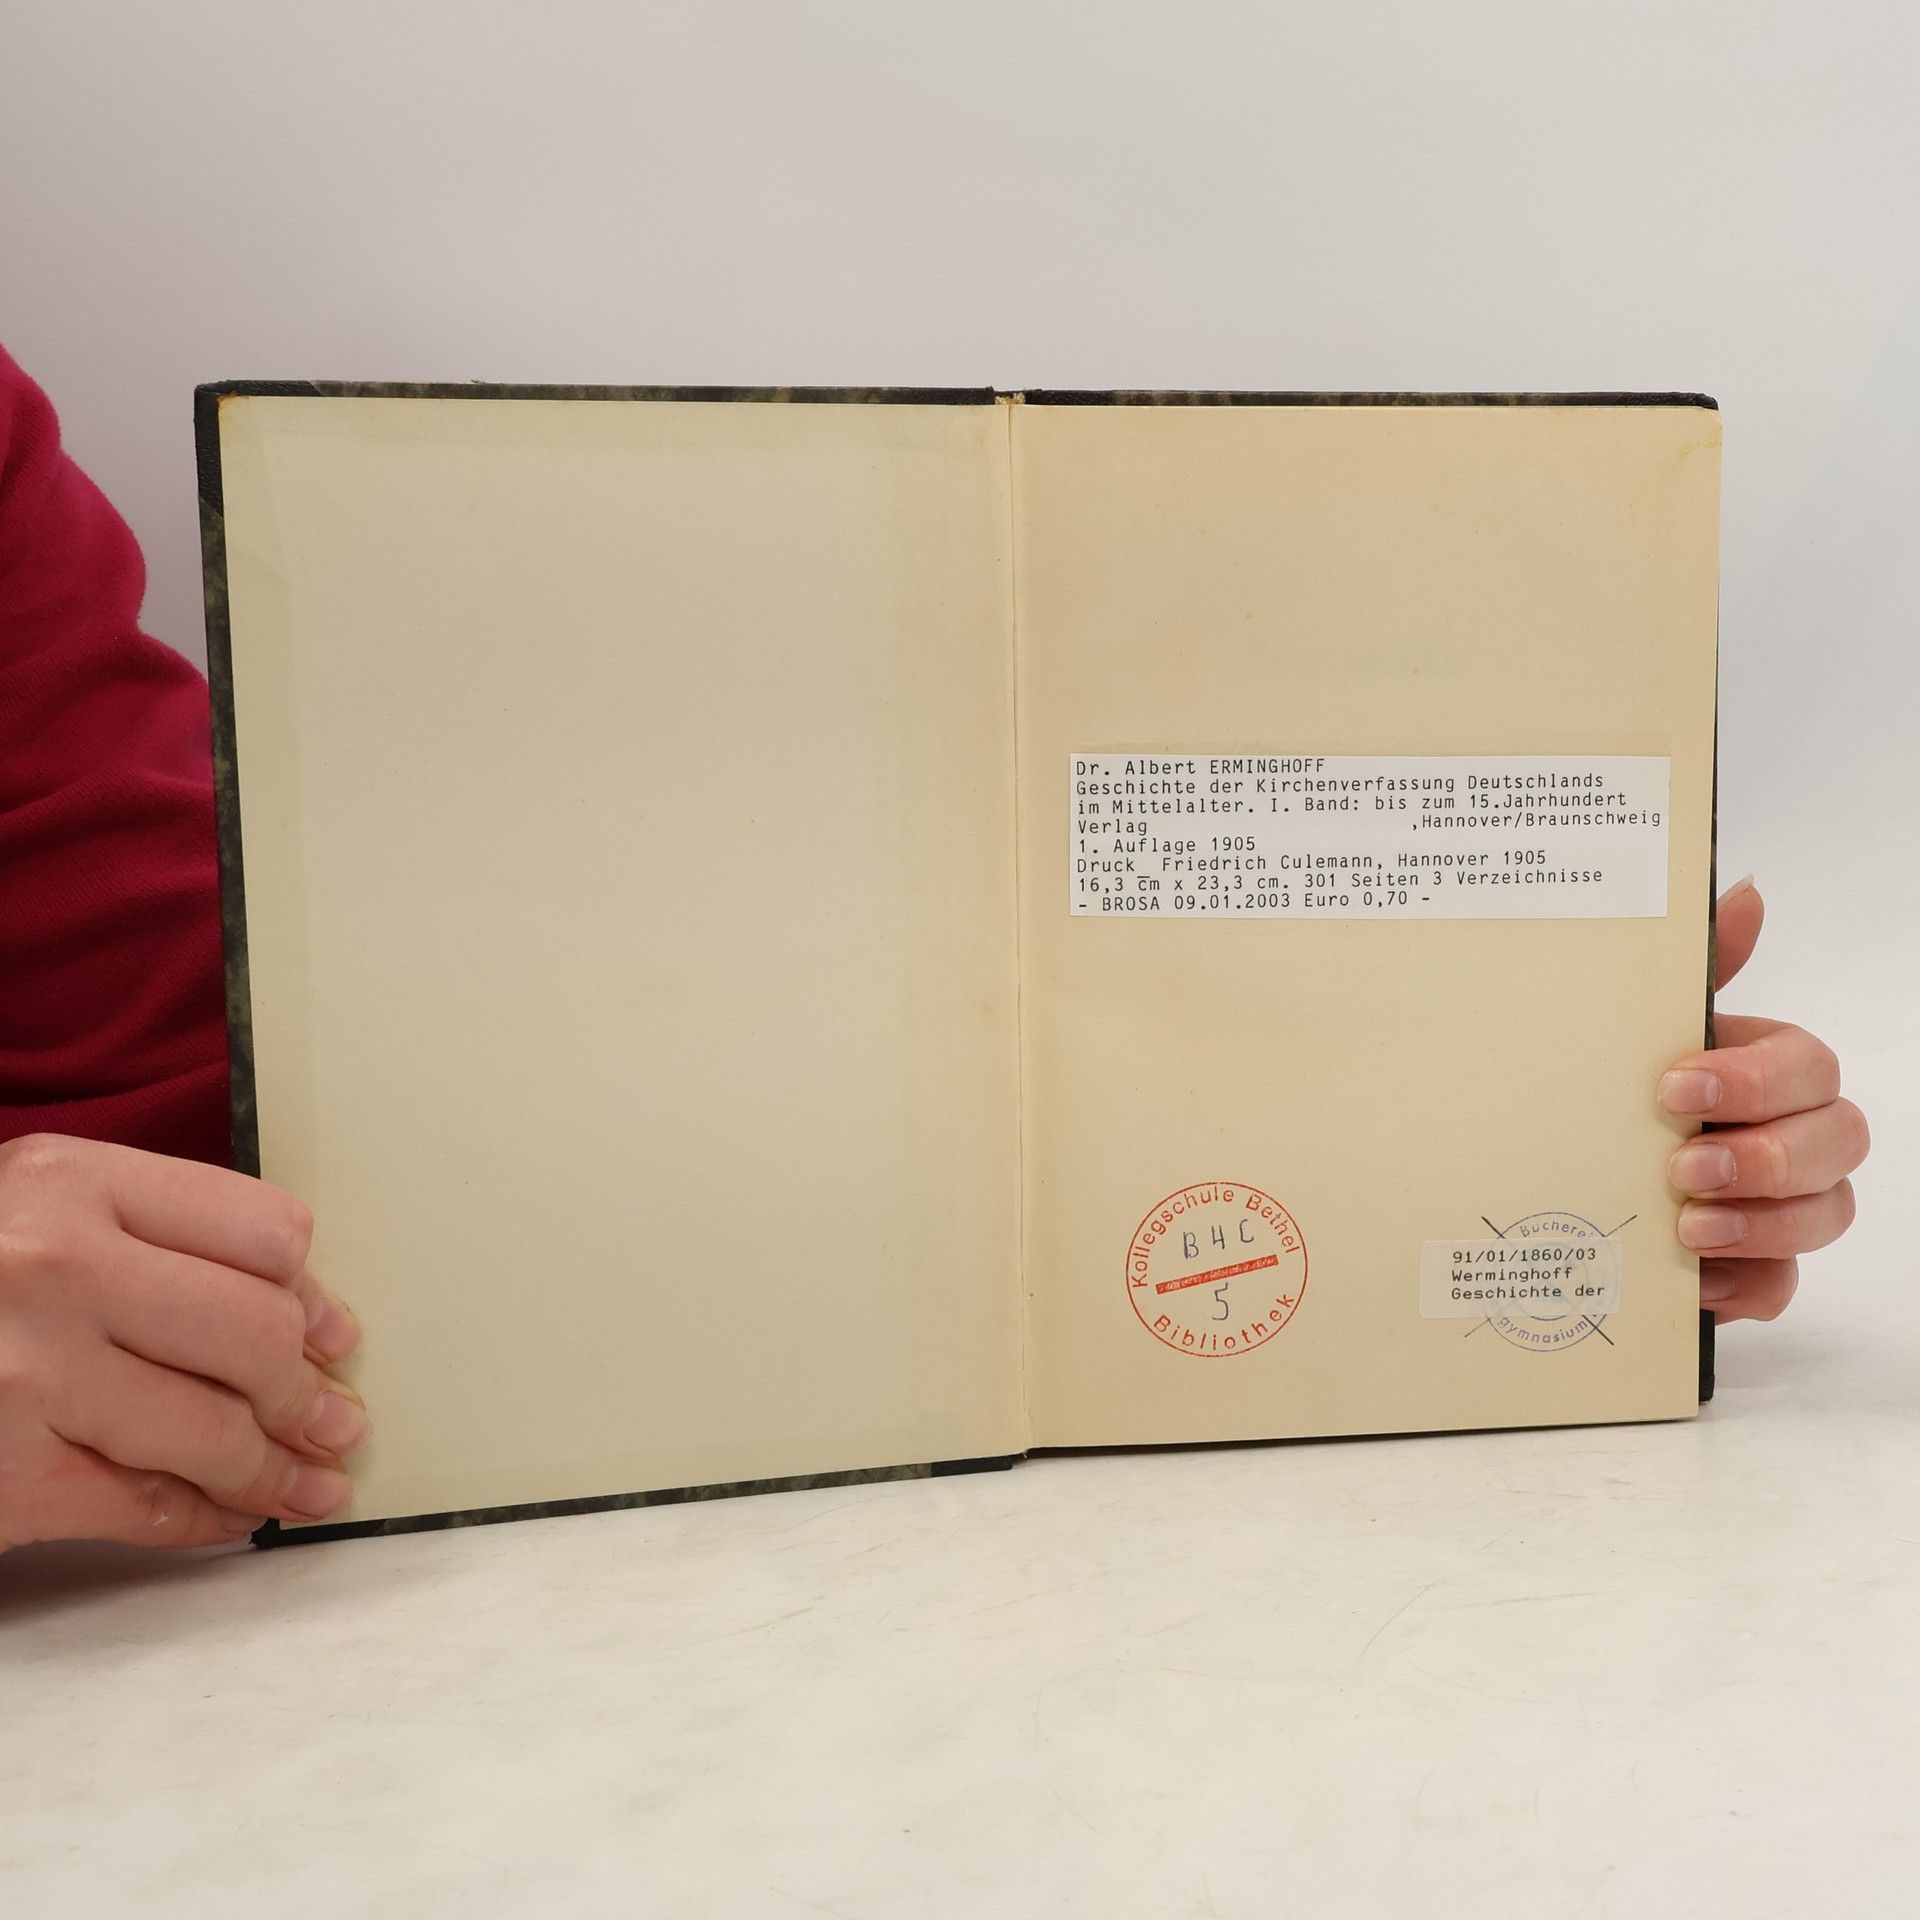 Dr. Albert ERMINGHOFF
Geschichte der Kirchenverfassung Deutschlands
im Mittelalter. I. Band: bis zum 15.Jahrhundert
Verlag ,Hannover/Braunschweig
1. Auflage 1905
Druck_ Friedrich Culemann, Hannover 1905
16,3 cm x 23,3 cm. 301 Seiten 3 Verzeichnisse
- BROSA 09.01.2003 Euro 0,70 -
Kollegschule Bethel
B 4 C
5
Bibliothek
Bücherei
91/01/1860/03
Werminghoff
Geschichte der
gymnasium